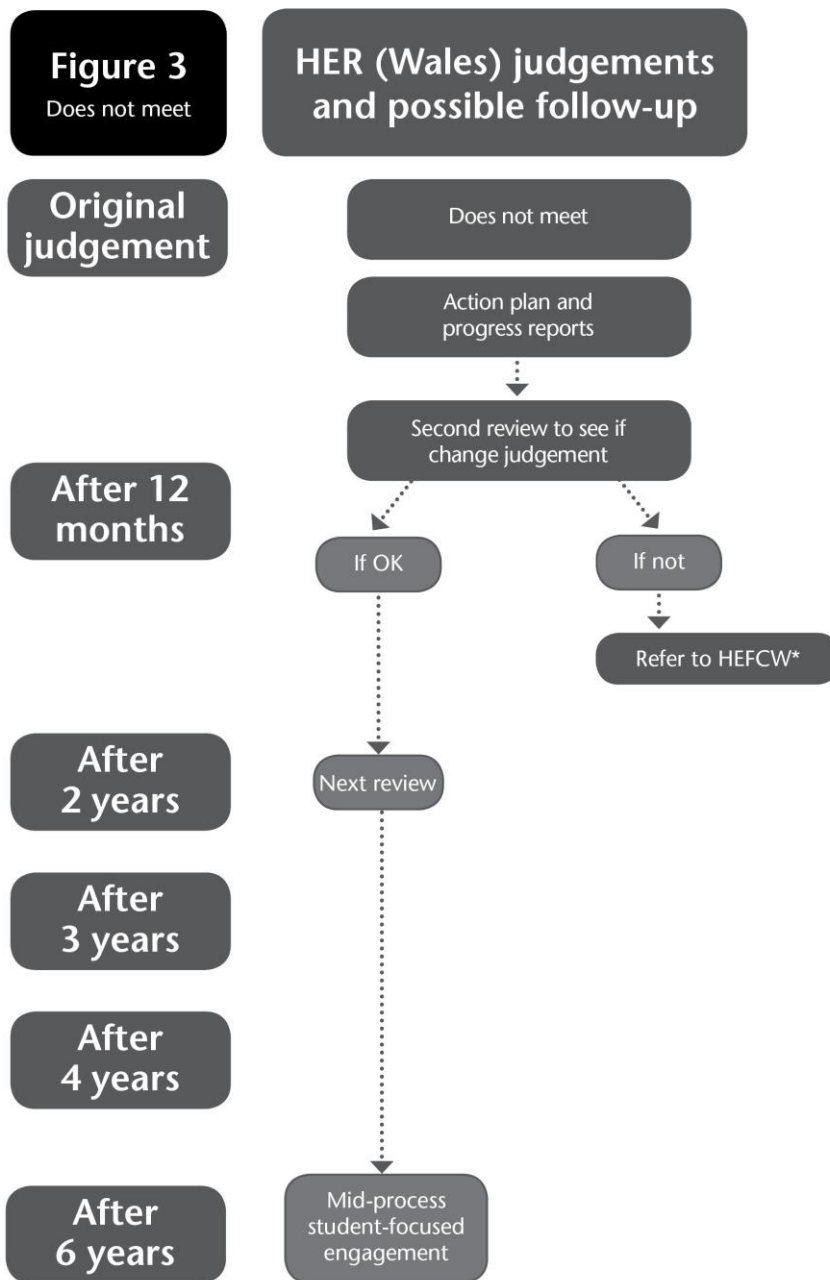 Figure 3
Does not meet
HER (Wales) judgements
and possible follow-up
Original
judgement
Does not meet
Action plan and
progress reports
Second review to see if
change judgement
After 12
months
If OK
If not
Refer to HEFCW*
After
2 years
Next review
After
3 years
After
4 years
After
6 years
Mid-process
student-focused
engagement